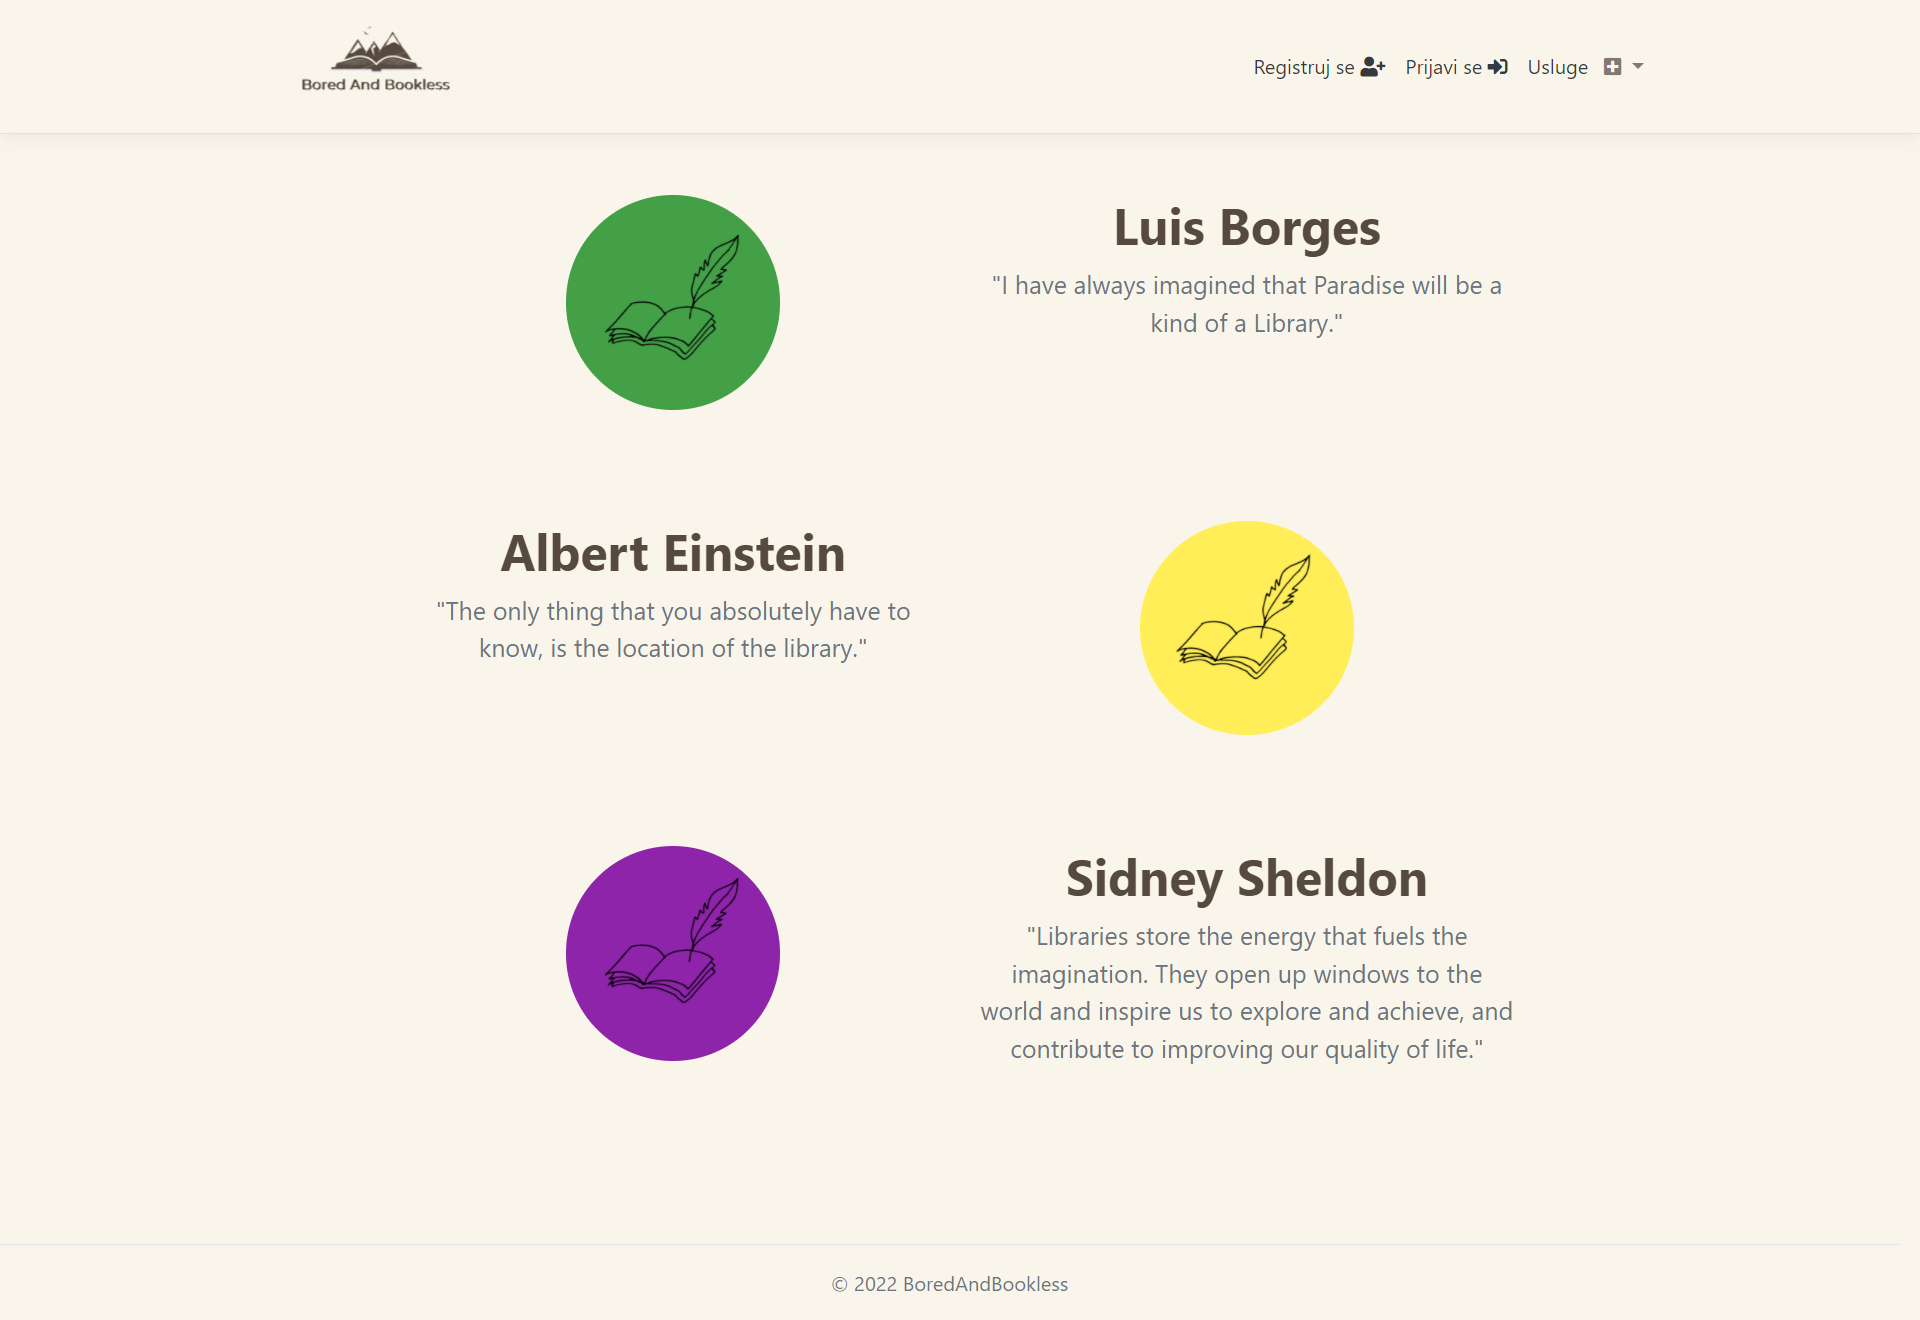 Bored And Bookless
Registruj se
Prijavi se
Usluge
Luis Borges
"I have always imagined that Paradise will be a
kind of a Library."
Albert Einstein
"The only thing that you absolutely have to
know, is the location of the library."
Sidney Sheldon
"Libraries store the energy that fuels the
imagination. They open up windows to the
world and inspire us to explore and achieve, and
contribute to improving our quality of life."
© 2022 BoredAndBookless